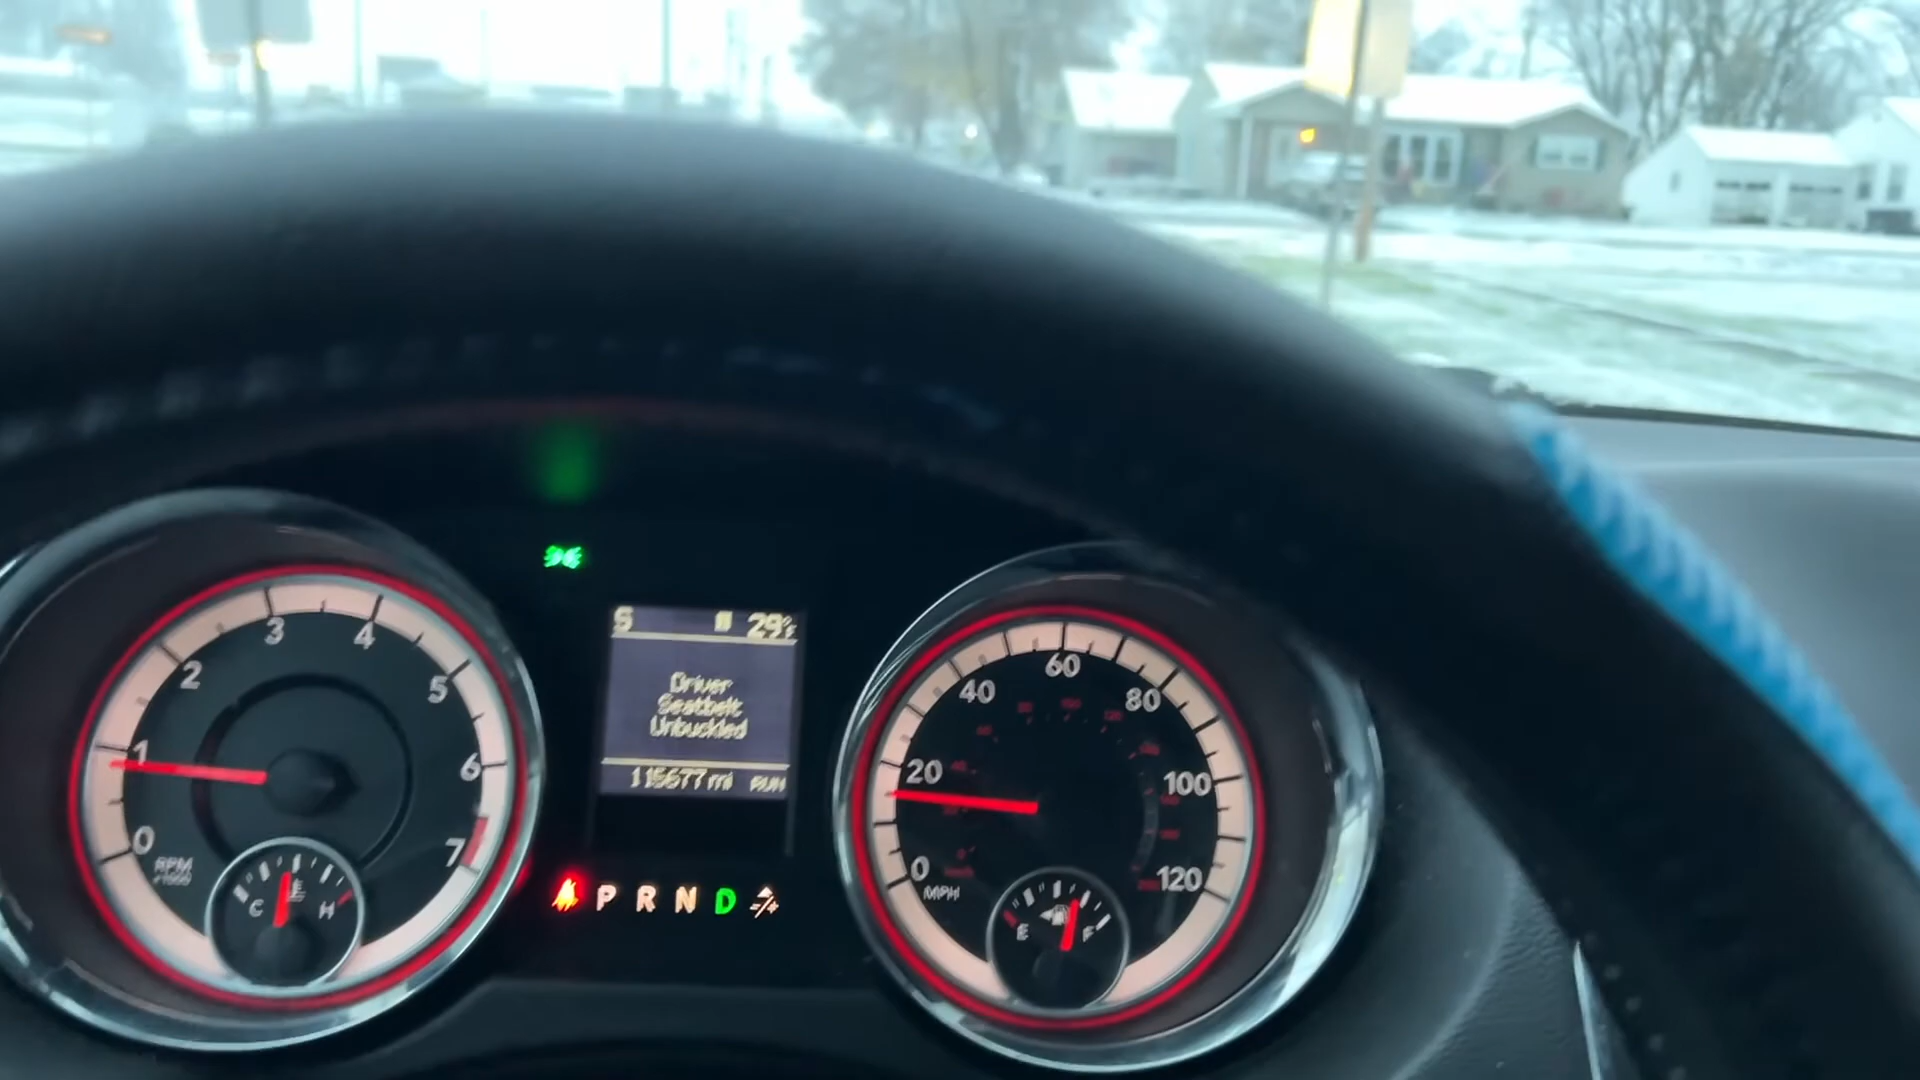 S 29°F
Driver
Seatbelt
Unbuckled
115677 mi RUN
0 1 2 3 4 5 6 7
RPM
x1000
C H
P R N D
0 20 40 60 80 100 120
MPH
E F